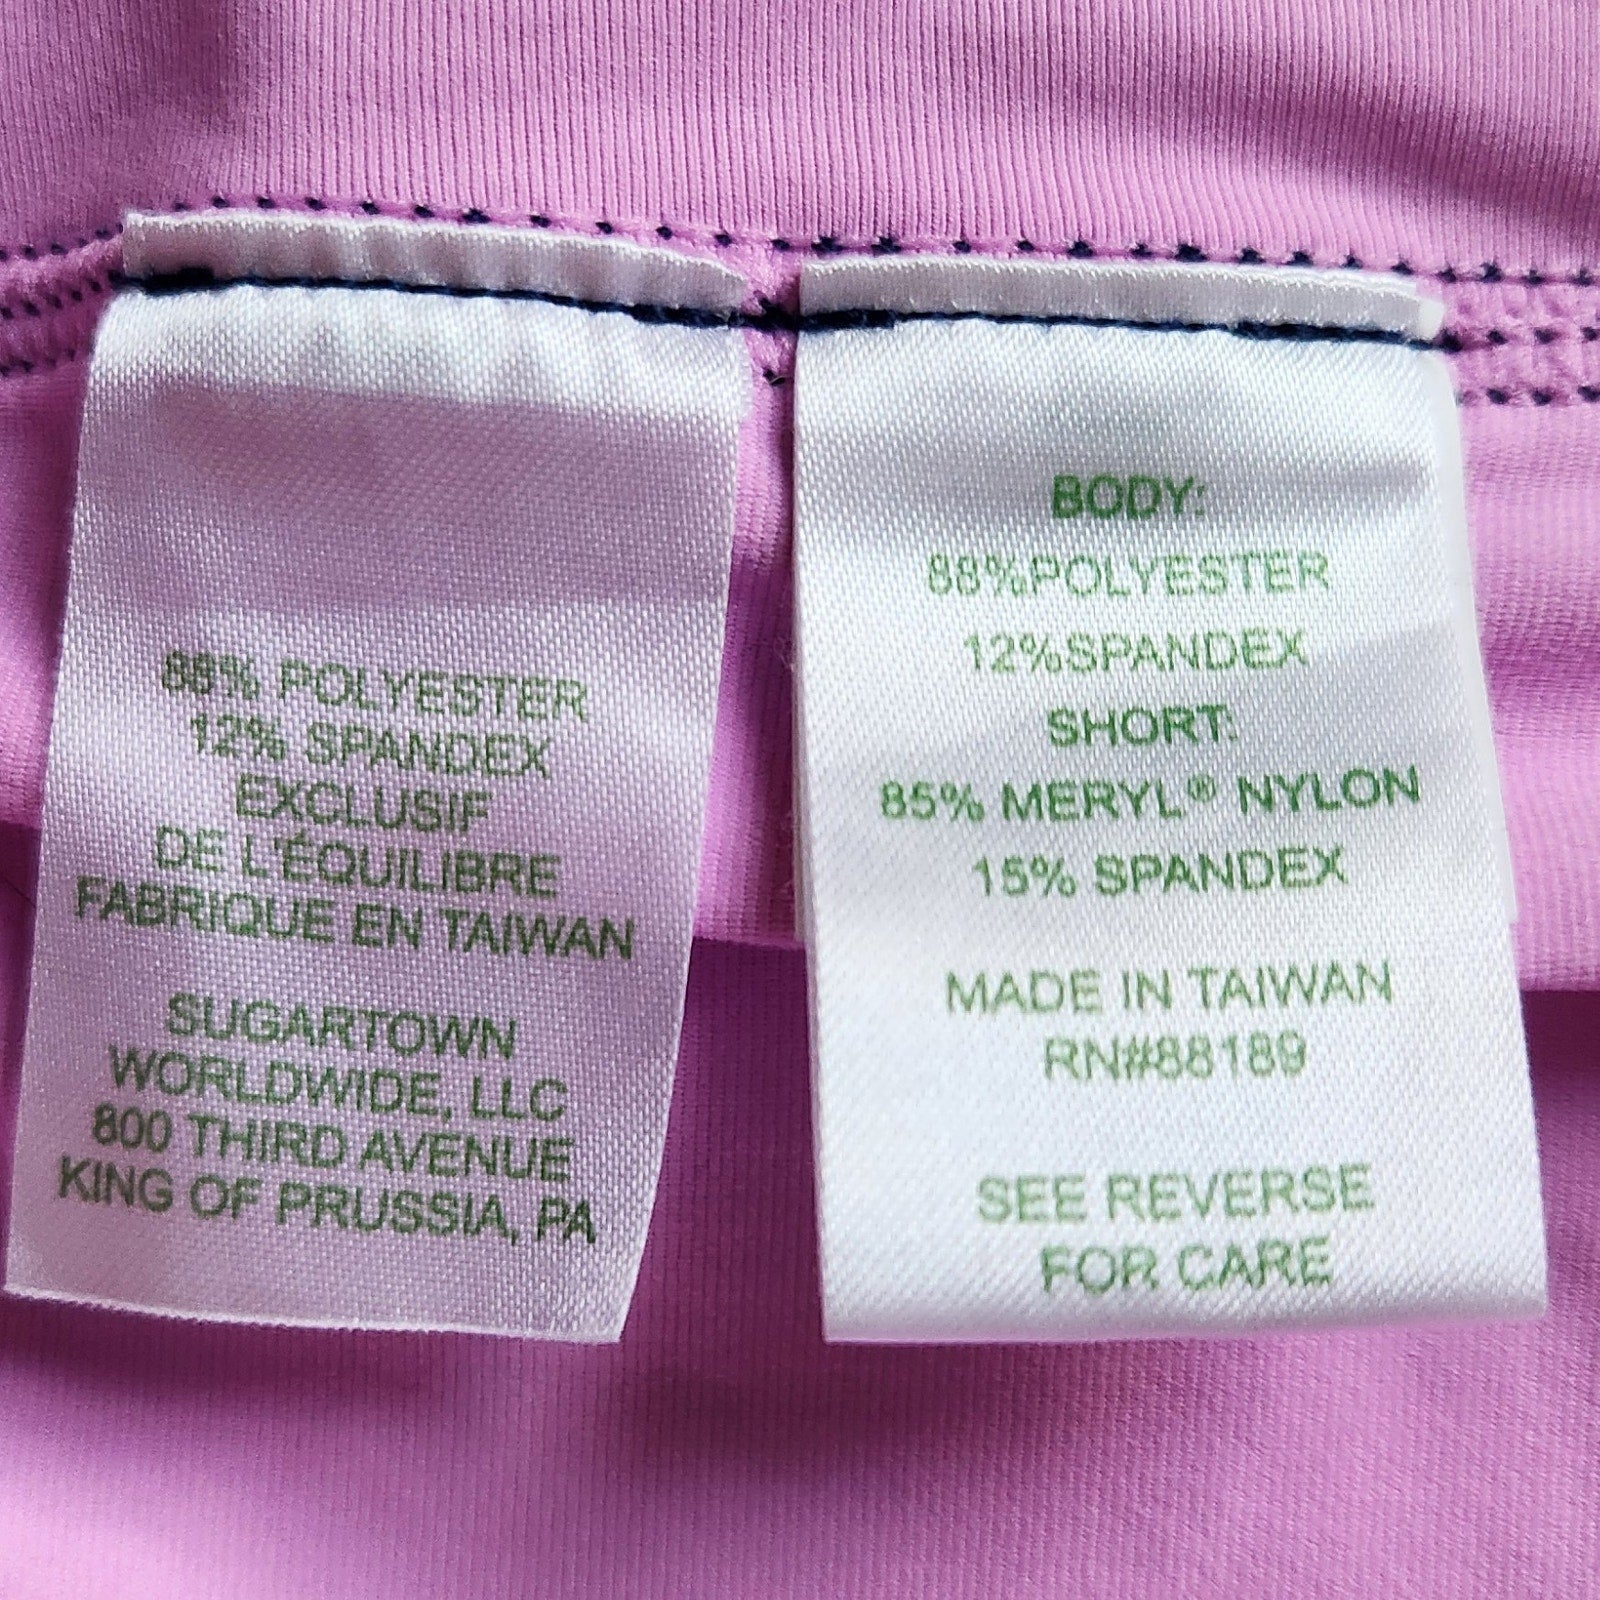 88% POLYESTER
12% SPANDEX
EXCLUSIF
DE L'ÉQUILIBRE
FABRIQUE EN TAIWAN
SUGARTOWN
WORLDWIDE, LLC
800 THIRD AVENUE
KING OF PRUSSIA, PA
BODY:
88%POLYESTER
12%SPANDEX
SHORT:
85% MERYL® NYLON
15% SPANDEX
MADE IN TAIWAN
RN#88189
SEE REVERSE
FOR CARE